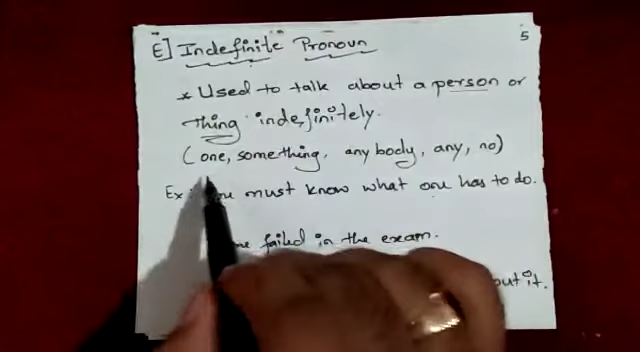 E] Indefinite Pronoun 5
* Used to talk about a person or
Thing indefinitely.
(one, something, any body, any, no)
Ex: must know what one has to do.
failed in the exam.
it.